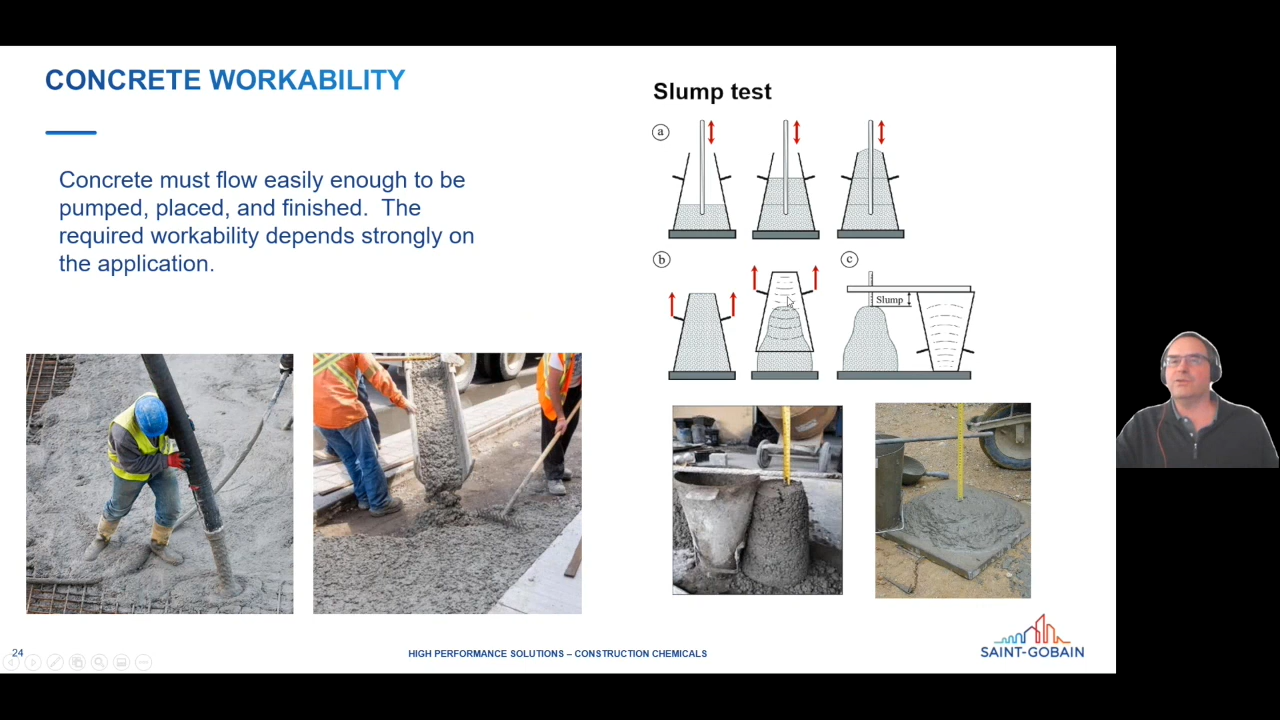 CONCRETE WORKABILITY
Concrete must flow easily enough to be
pumped, placed, and finished.  The
required workability depends strongly on
the application.
Slump test
a
b
c
Slump
24
HIGH PERFORMANCE SOLUTIONS – CONSTRUCTION CHEMICALS
SAINT-GOBAIN